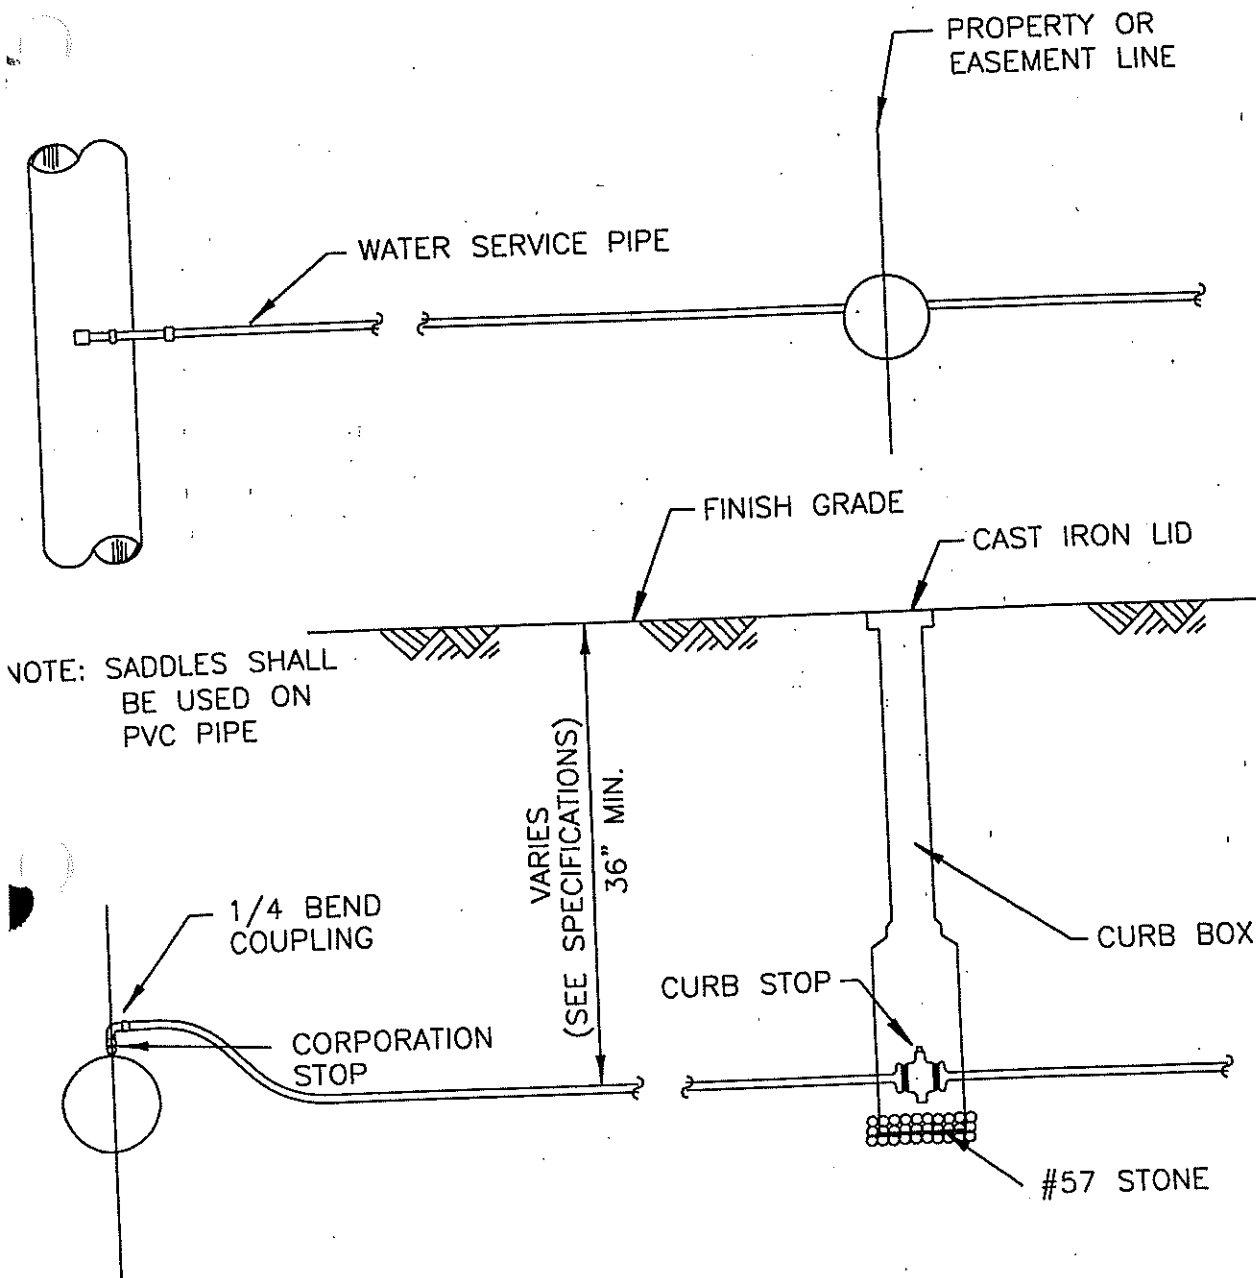 PROPERTY OR
EASEMENT LINE
WATER SERVICE PIPE
FINISH GRADE
CAST IRON LID
NOTE: SADDLES SHALL
BE USED ON
PVC PIPE
VARIES
(SEE SPECIFICATIONS)
36" MIN.
1/4 BEND
COUPLING
CURB BOX
CURB STOP
CORPORATION
STOP
#57 STONE